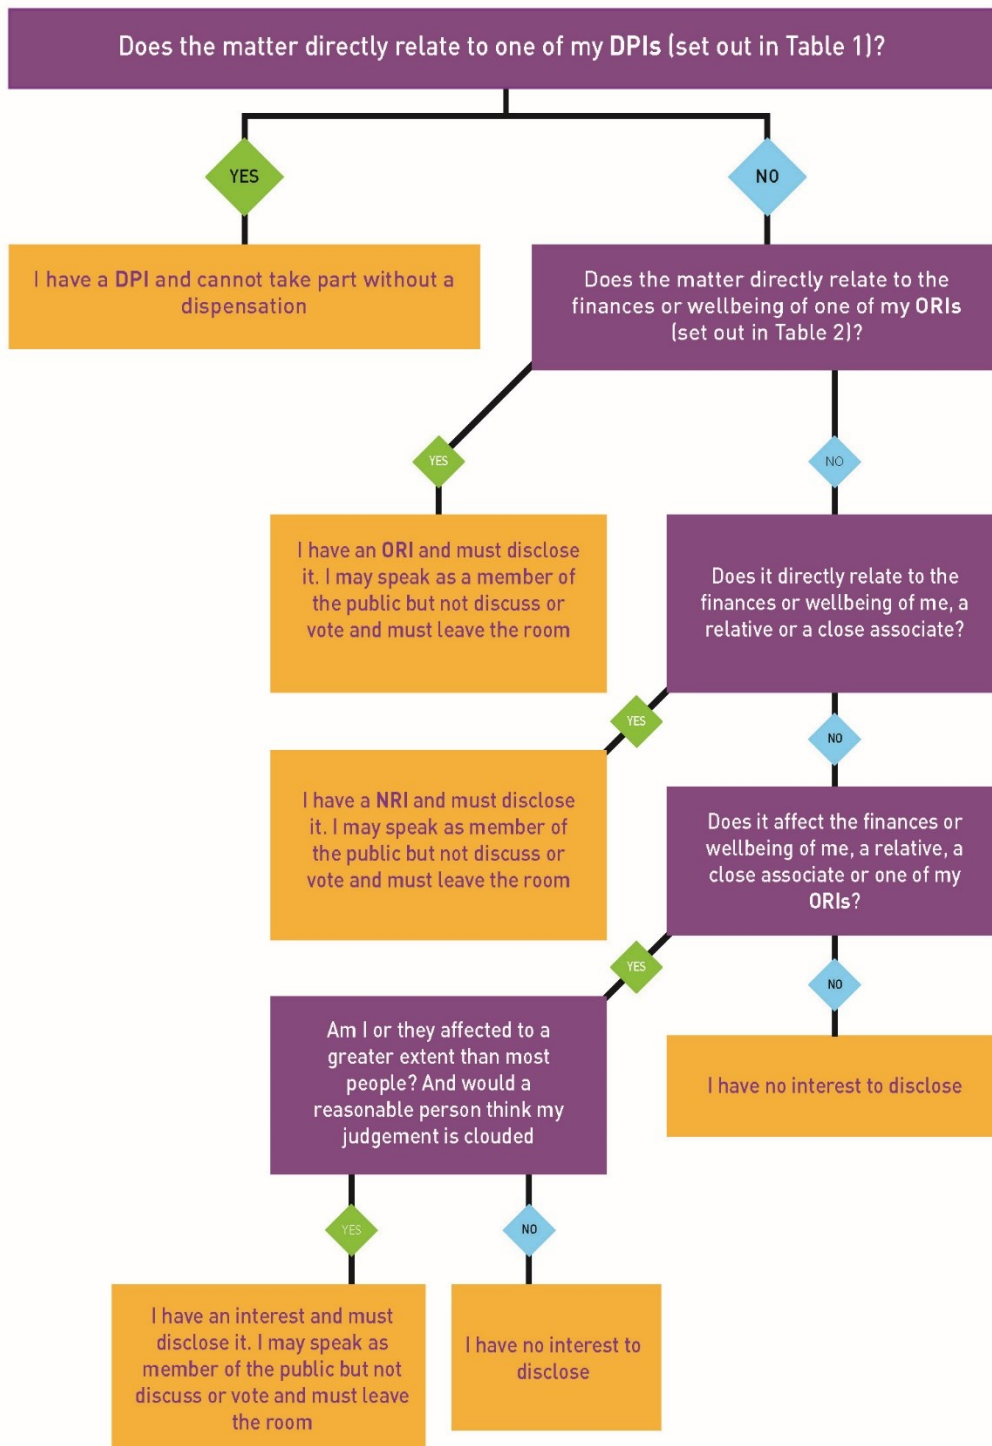 Does the matter directly relate to one of my DPIs (set out in Table 1)?
YES
NO
I have a DPI and cannot take part without a
dispensation
Does the matter directly relate to the
finances or wellbeing of one of my ORIs
(set out in Table 2)?
YES
NO
I have an ORI and must disclose
it. I may speak as a member of
the public but not discuss or
vote and must leave the room
Does it directly relate to the
finances or wellbeing of me, a
relative or a close associate?
YES
NO
I have a NRI and must disclose
it. I may speak as member of
the public but not discuss or
vote and must leave the room
Does it affect the finances or
wellbeing of me, a relative, a
close associate or one of my
ORIs?
YES
NO
Am I or they affected to a
greater extent than most
people? And would a
reasonable person think my
judgement is clouded
I have no interest to disclose
YES
NO
I have an interest and must
disclose it. I may speak as
member of the public but not
discuss or vote and must leave
the room
I have no interest to
disclose